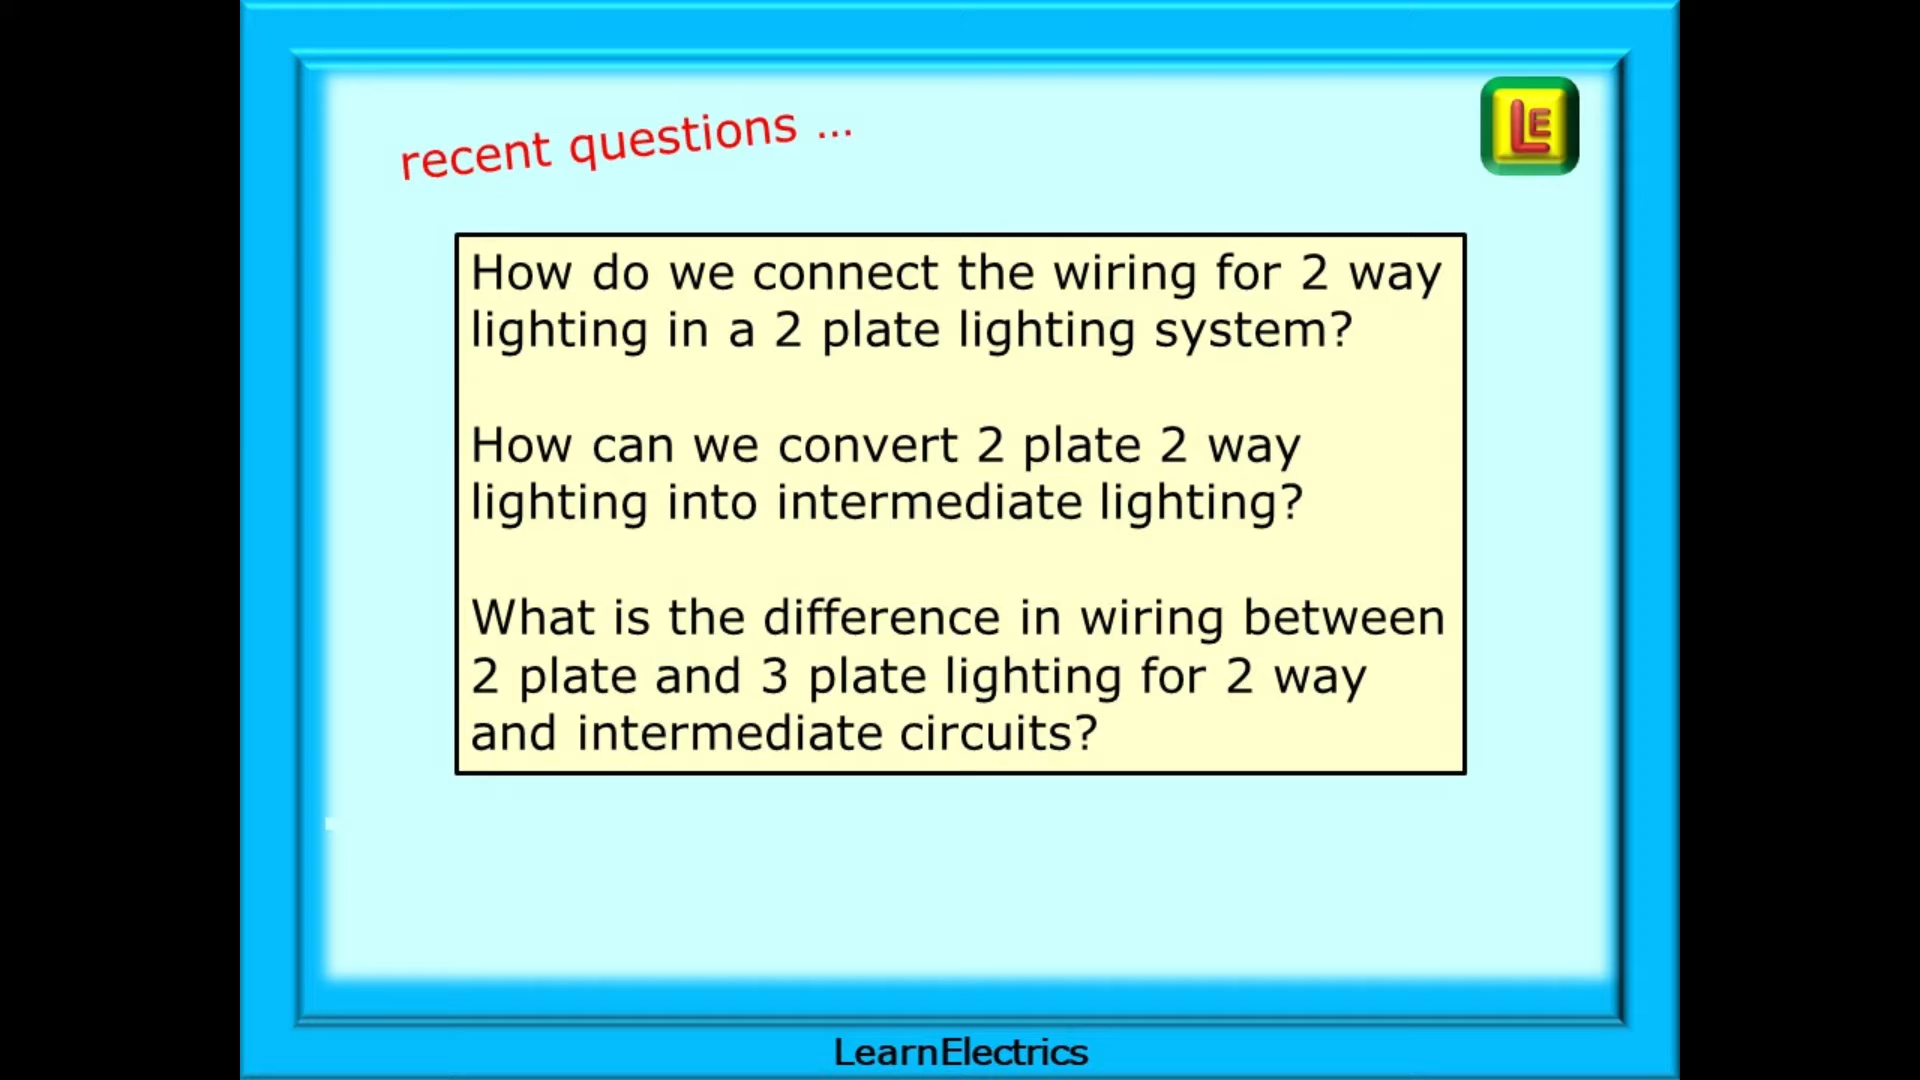 recent questions ...
LE
How do we connect the wiring for 2 way
lighting in a 2 plate lighting system?
How can we convert 2 plate 2 way
lighting into intermediate lighting?
What is the difference in wiring between
2 plate and 3 plate lighting for 2 way
and intermediate circuits?
LearnElectrics